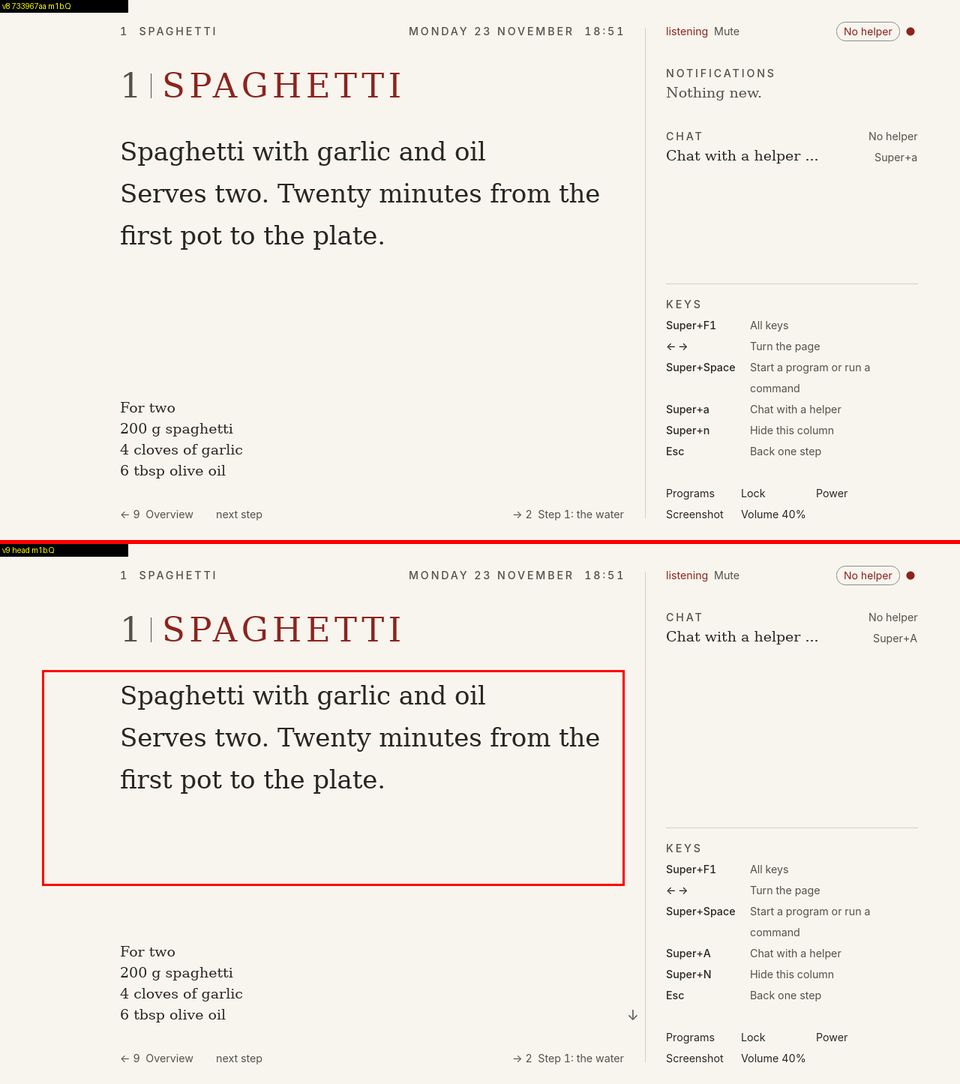 v8 733967aa m1b.Q
1 SPAGHETTI
MONDAY 23 NOVEMBER 18:51
1 SPAGHETTI
Spaghetti with garlic and oil
Serves two. Twenty minutes from the
first pot to the plate.
For two
200 g spaghetti
4 cloves of garlic
6 tbsp olive oil
← 9 Overview next step
→ 2 Step 1: the water
listening Mute
No helper
NOTIFICATIONS
Nothing new.
CHAT No helper
Chat with a helper ... Super+a
KEYS
Super+F1 All keys
← → Turn the page
Super+Space Start a program or run a
command
Super+a Chat with a helper
Super+n Hide this column
Esc Back one step
Programs Lock Power
Screenshot Volume 40%
v9 head m1b.Q
1 SPAGHETTI
MONDAY 23 NOVEMBER 18:51
1 SPAGHETTI
Spaghetti with garlic and oil
Serves two. Twenty minutes from the
first pot to the plate.
For two
200 g spaghetti
4 cloves of garlic
6 tbsp olive oil
↓
← 9 Overview next step
→ 2 Step 1: the water
listening Mute
No helper
CHAT No helper
Chat with a helper ... Super+A
KEYS
Super+F1 All keys
← → Turn the page
Super+Space Start a program or run a
command
Super+A Chat with a helper
Super+N Hide this column
Esc Back one step
Programs Lock Power
Screenshot Volume 40%